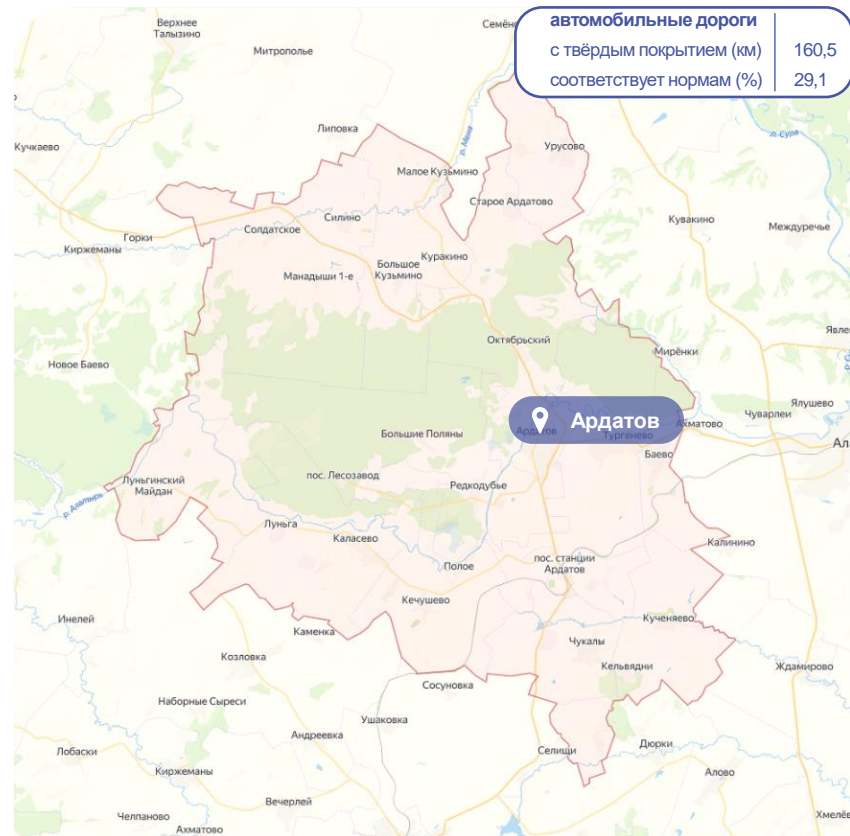 автомобильные дороги
с твёрдым покрытием (км) 160,5
соответствует нормам (%) 29,1
Верхнее
Талызино
Митрополье
Липовка
Кучкаево
р. Меня
р. Сура
Урусово
Малое Кузьмино
Старое Ардатово
Кувакино
Междуречье
Силино
Солдатское
Горки
Киржеманы
Куракино
Большое
Кузьмино
Манадыши 1-е
Октябрьский
Мирёнки
Новое Баево
Ялушево
Чуварлеи
Ардатов
Ардатов
Ахматово
Тургенево
Баево
Большие Поляны
пос. Лесозавод
Редкодубье
Луньгинский
Майдан
р. Алатырь
Луньга
Каласево
Калинино
пос. станции
Ардатов
Полое
Кечушево
Инелей
Каменка
Кученяево
Чукалы
Козловка
Кельвядни
Ждамирово
Сосуновка
Наборные Сыреси
Ушаковка
Андреевка
Лобаски
Селищи
Дюрки
Киржеманы
Алово
Вечерлей
Челпаново
Ахматово